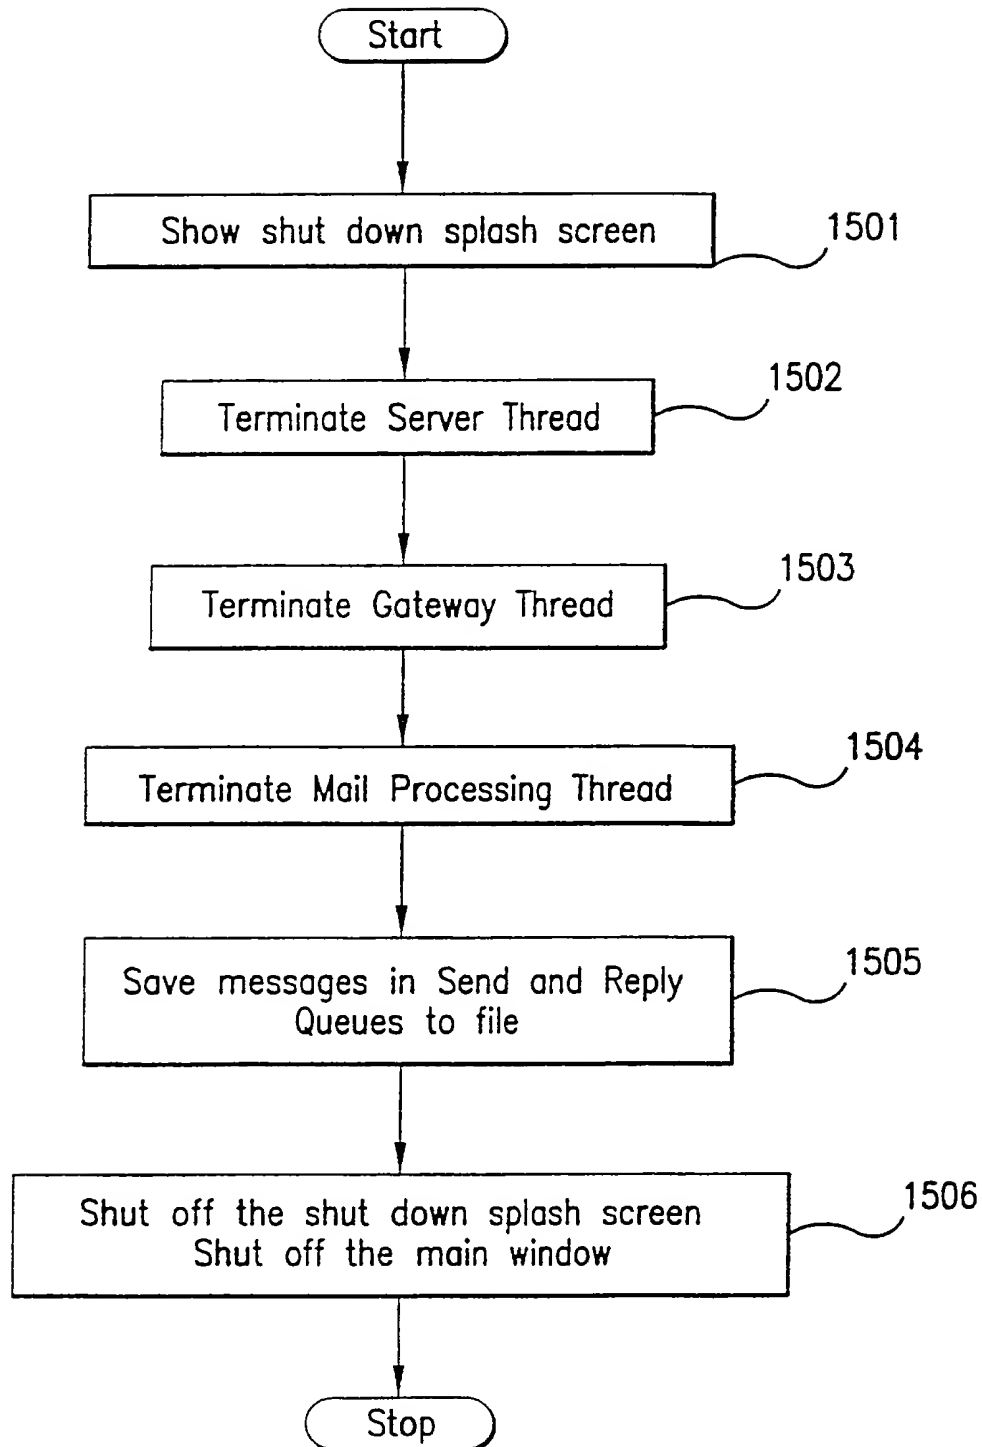 Start
Show shut down splash screen
1501
Terminate Server Thread
1502
Terminate Gateway Thread
1503
Terminate Mail Processing Thread
1504
Save messages in Send and Reply
Queues to file
1505
Shut off the shut down splash screen
Shut off the main window
1506
Stop